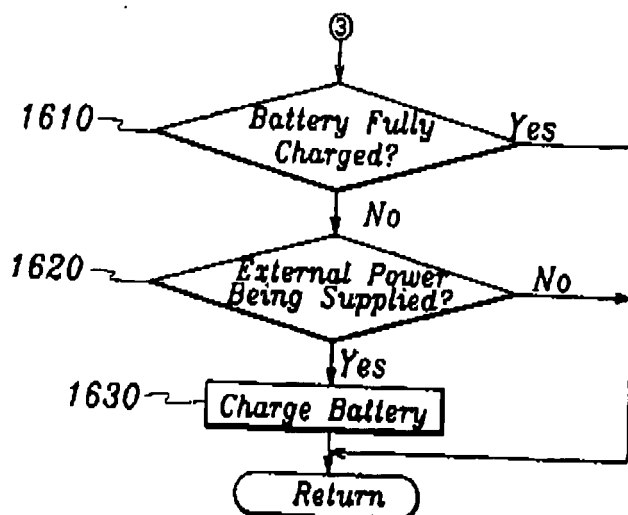 3
1610
Battery Fully
Charged?
Yes
No
1620
External Power
Being Supplied?
No
Yes
1630
Charge Battery
Return